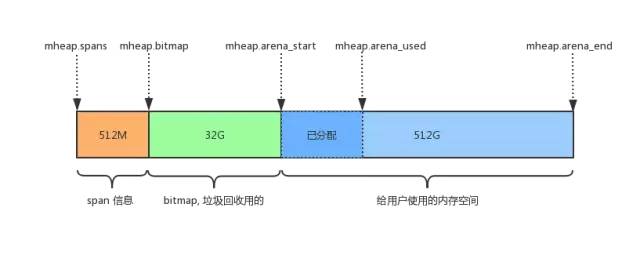 mheap.spans mheap.bitmap mheap.arena_start mheap.arena_used mheap.arena_end
512M 32G 已分配 512G
span 信息 bitmap, 垃圾回收用的 给用户使用的内存空间